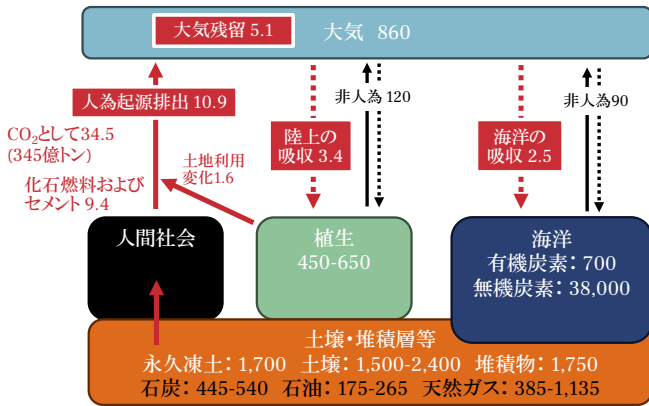 大気残留 5.1
大気 860
人為起源排出 10.9
非人為 120
非人為90
CO₂として34.5
(345億トン)
陸上の
吸収 3.4
海洋の
吸収 2.5
土地利用
変化1.6
化石燃料および
セメント 9.4
人間社会
植生
450-650
海洋
有機炭素：700
無機炭素：38,000
土壌・堆積層等
永久凍土：1,700 土壌：1,500-2,400 堆積物：1,750
石炭：445-540 石油：175-265 天然ガス：385-1,135